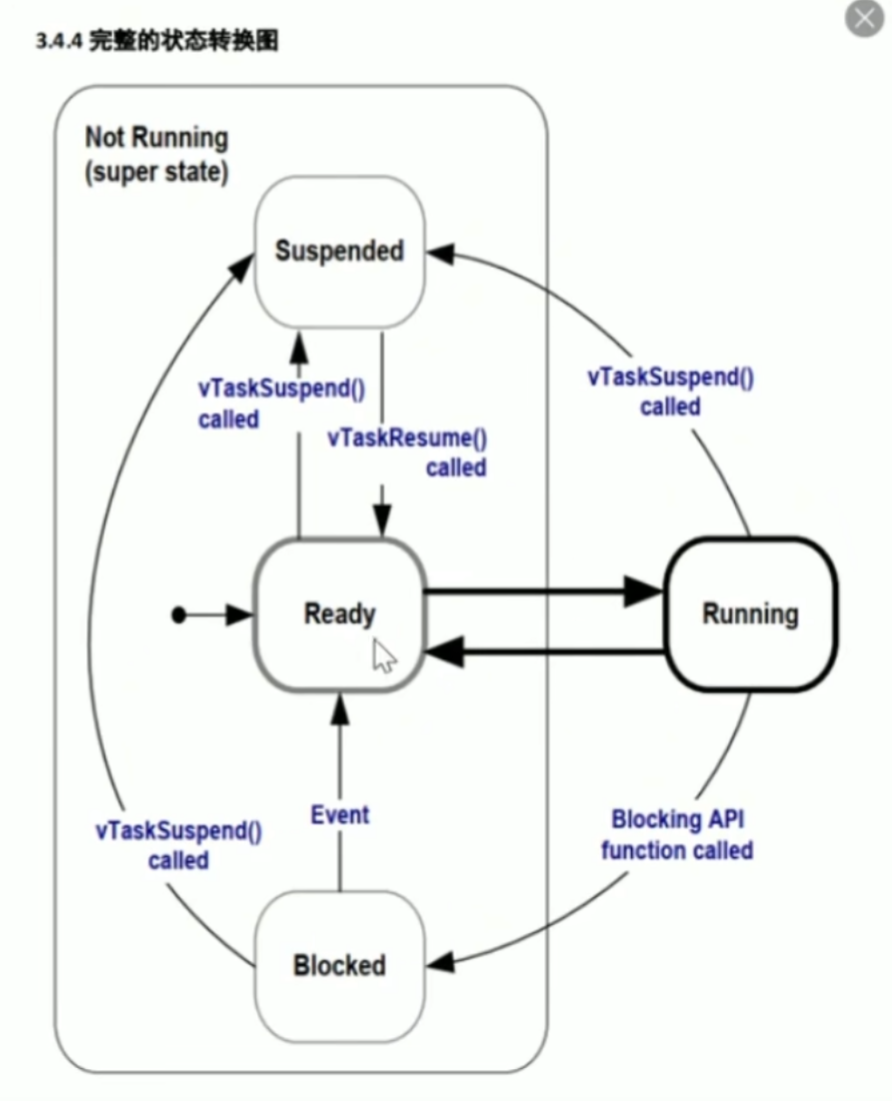 3.4.4 完整的状态转换图
Not Running
(super state)
Suspended
vTaskSuspend()
called
vTaskResume()
called
vTaskSuspend()
called
Ready
Running
Event
vTaskSuspend()
called
Blocking API
function called
Blocked